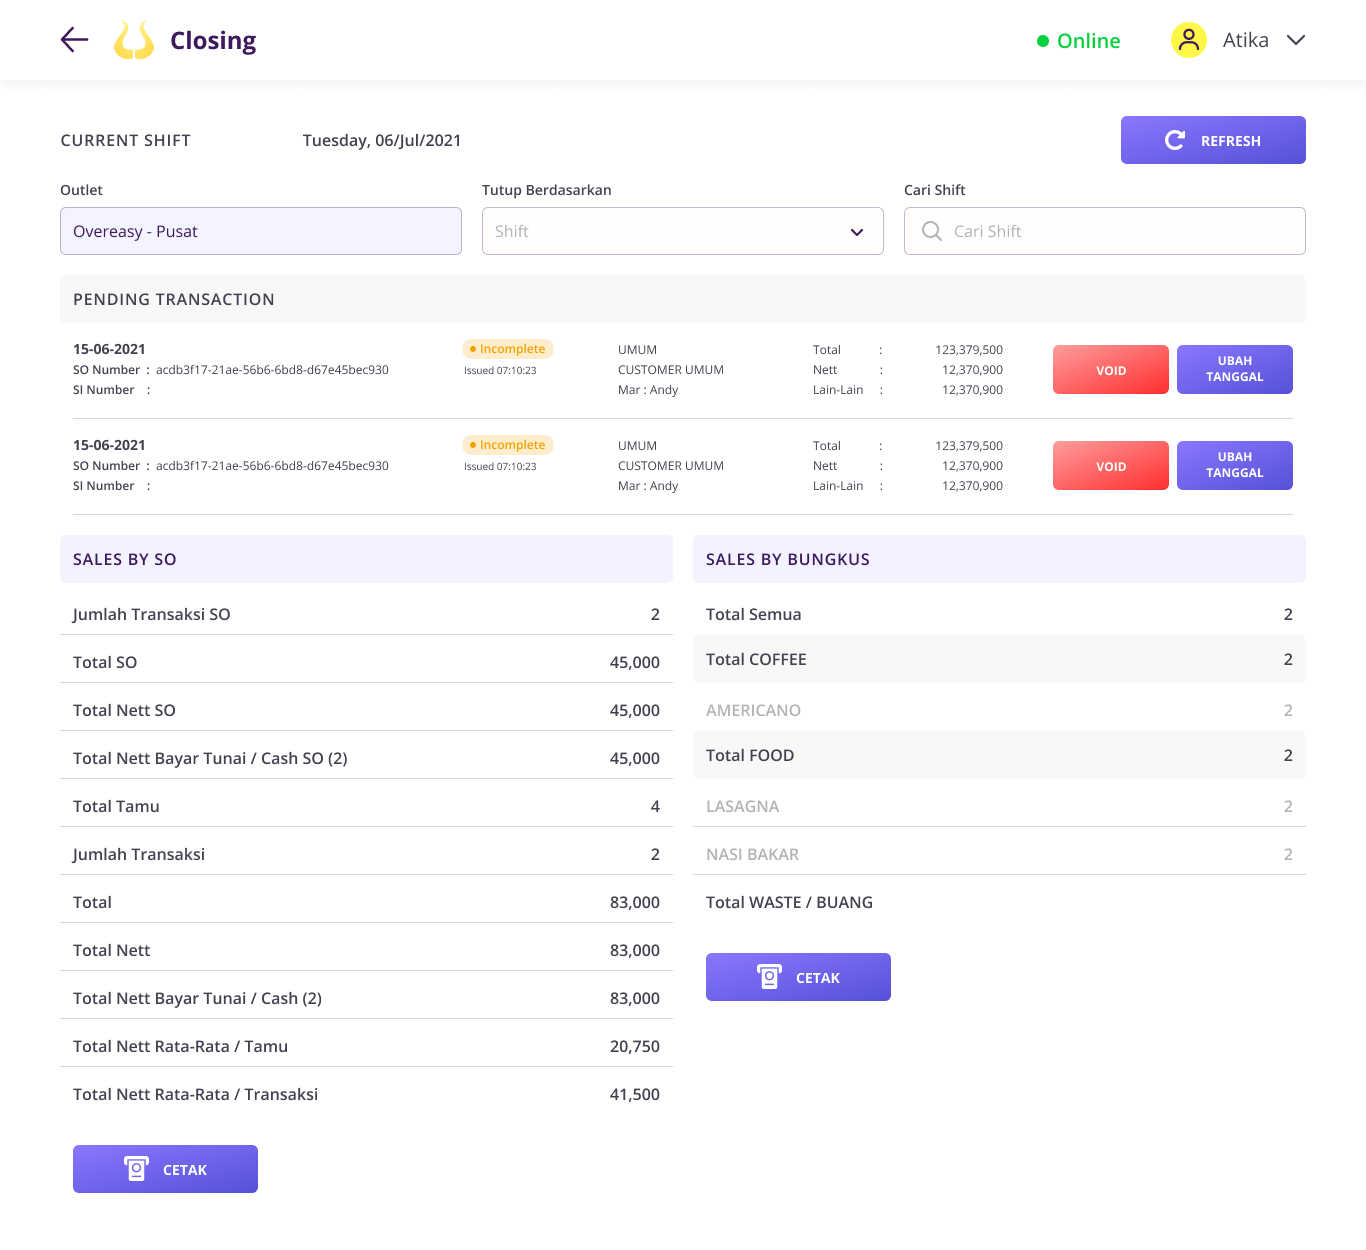 Closing
Online
Atika
CURRENT SHIFT
Tuesday, 06/Jul/2021
REFRESH
Outlet
Tutup Berdasarkan
Cari Shift
Overeasy - Pusat
Shift
Cari Shift
PENDING TRANSACTION
15-06-2021
SO Number : acdb3f17-21ae-56b6-6bd8-d67e45bec930
SI Number :
Incomplete
Issued 07:10:23
UMUM
CUSTOMER UMUM
Mar : Andy
Total : 123,379,500
Nett : 12,370,900
Lain-Lain : 12,370,900
VOID
UBAH
TANGGAL
15-06-2021
SO Number : acdb3f17-21ae-56b6-6bd8-d67e45bec930
SI Number :
Incomplete
Issued 07:10:23
UMUM
CUSTOMER UMUM
Mar : Andy
Total : 123,379,500
Nett : 12,370,900
Lain-Lain : 12,370,900
VOID
UBAH
TANGGAL
SALES BY SO
Jumlah Transaksi SO 2
Total SO 45,000
Total Nett SO 45,000
Total Nett Bayar Tunai / Cash SO (2) 45,000
Total Tamu 4
Jumlah Transaksi 2
Total 83,000
Total Nett 83,000
Total Nett Bayar Tunai / Cash (2) 83,000
Total Nett Rata-Rata / Tamu 20,750
Total Nett Rata-Rata / Transaksi 41,500
CETAK
SALES BY BUNGKUS
Total Semua 2
Total COFFEE 2
AMERICANO 2
Total FOOD 2
LASAGNA 2
NASI BAKAR 2
Total WASTE / BUANG
CETAK